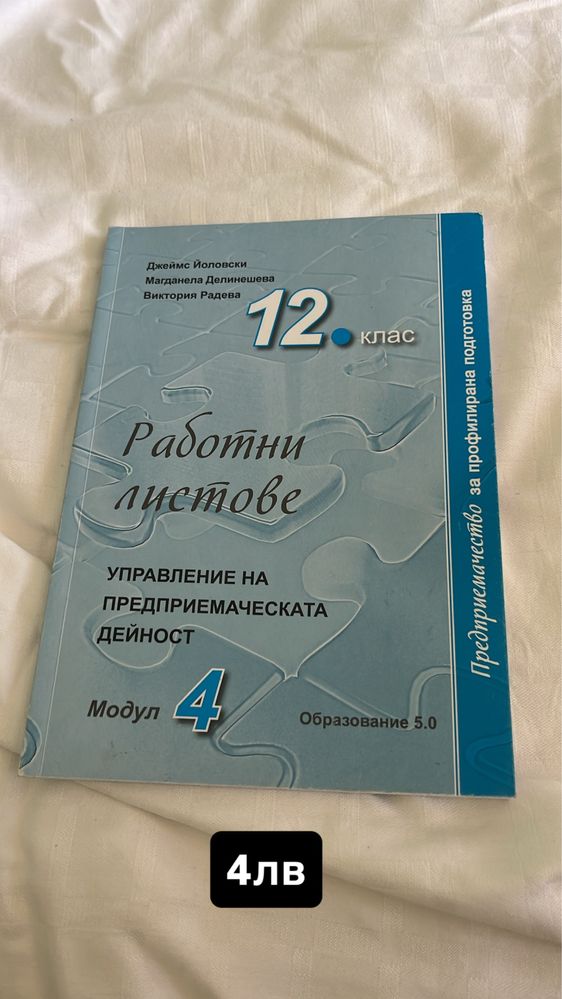 Джеймс Йоловски
Магданела Делинешева
Виктория Радева
12. клас
Работни
листове
УПРАВЛЕНИЕ НА
ПРЕДПРИЕМАЧЕСКАТА
ДЕЙНОСТ
Модул 4
Образование 5.0
Предприемачество за профилирана подготовка
4лв